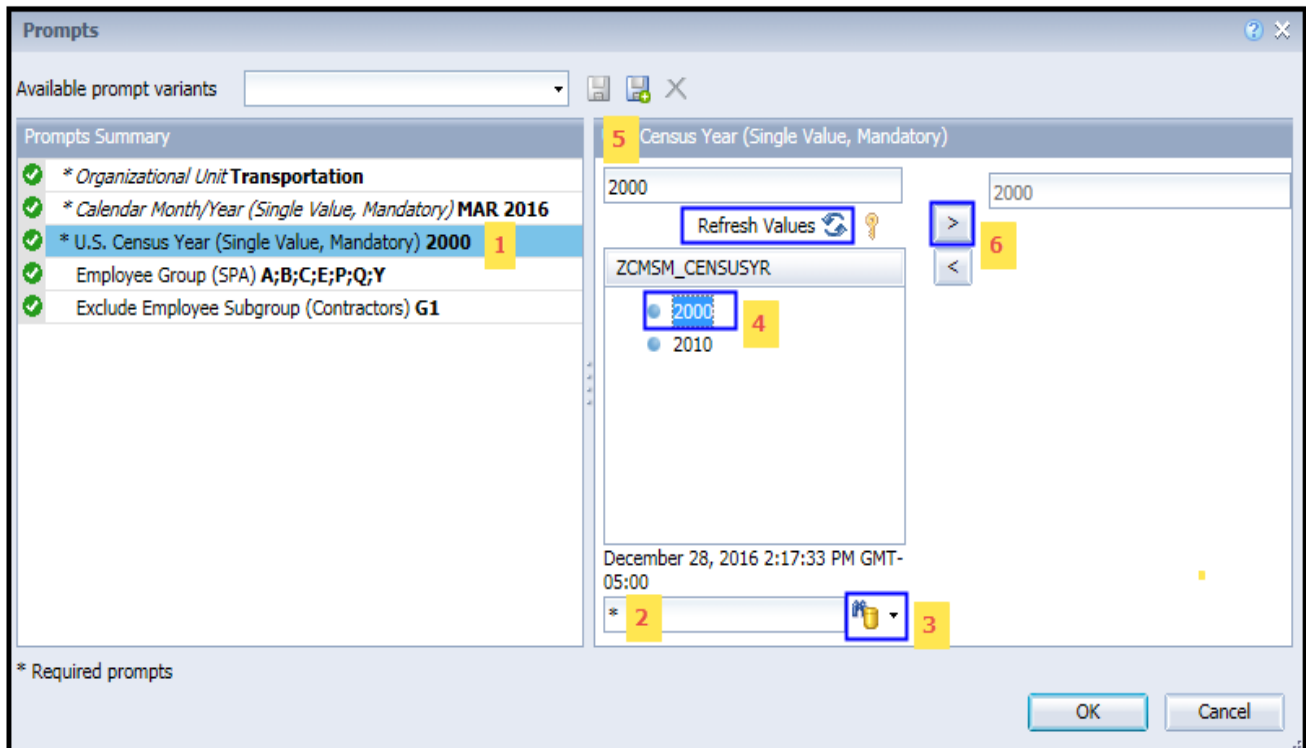 Prompts
Available prompt variants
Prompts Summary
* Organizational Unit Transportation
* Calendar Month/Year (Single Value, Mandatory) MAR 2016
* U.S. Census Year (Single Value, Mandatory) 2000 1
Employee Group (SPA) A;B;C;E;P;Q;Y
Exclude Employee Subgroup (Contractors) G1
5 Census Year (Single Value, Mandatory)
2000
2000
Refresh Values
>
6
ZCMSM_CENSUSYR
<
2000 4
2010
December 28, 2016 2:17:33 PM GMT-
05:00
* 2
3
* Required prompts
OK Cancel